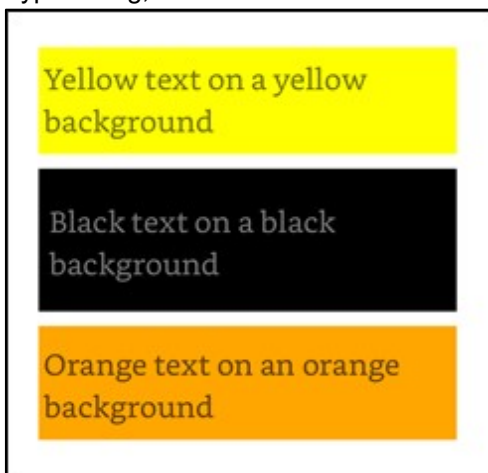 Yellow text on a yellow
background
Black text on a black
background
Orange text on an orange
background